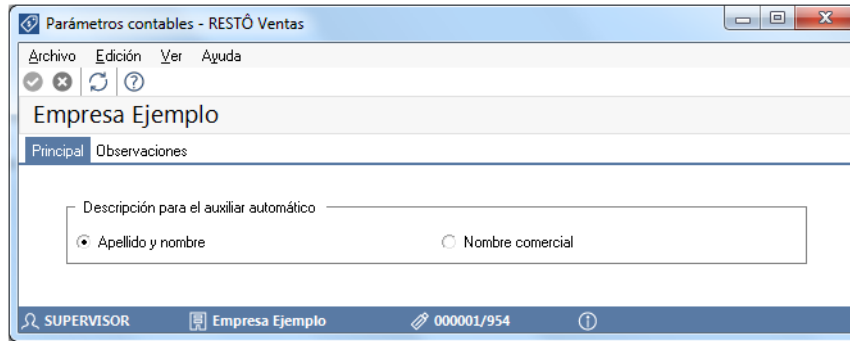 Parámetros contables - RESTÔ Ventas
Archivo Edición Ver Ayuda
Empresa Ejemplo
Principal Observaciones
Descripción para el auxiliar automático
Apellido y nombre Nombre comercial
SUPERVISOR Empresa Ejemplo 000001/954